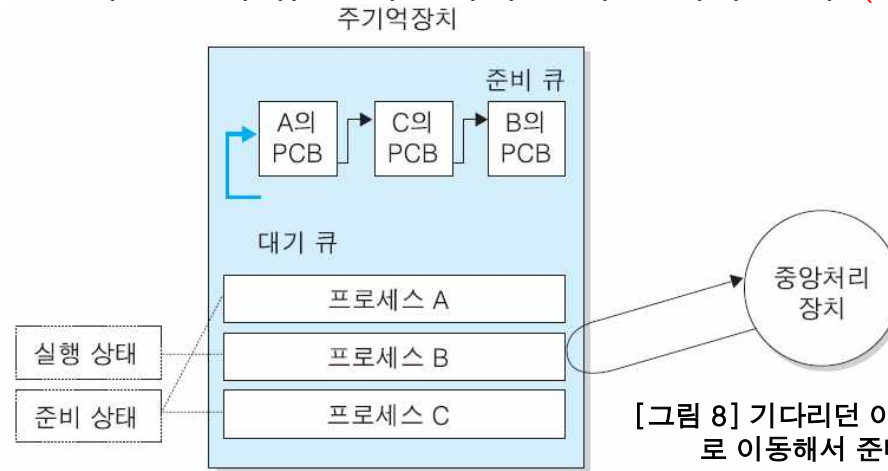 주기억장치
준비 큐
A의
PCB
C의
PCB
B의
PCB
대기 큐
프로세스 A
중앙처리
장치
실행 상태
프로세스 B
준비 상태
프로세스 C
[그림 8] 기다리던 이
로 이동해서 준